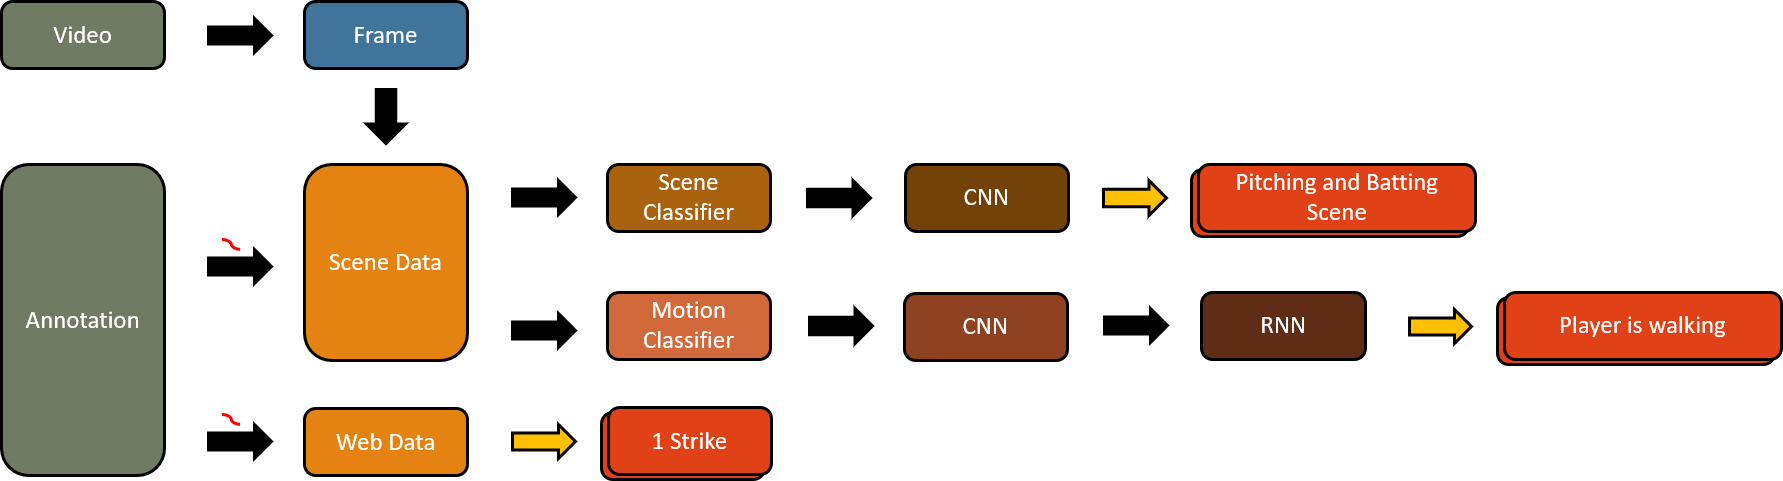 Video
Frame
Annotation
Scene Data
Scene
Classifier
CNN
Pitching and Batting
Scene
Motion
Classifier
CNN
RNN
Player is walking
Web Data
1 Strike